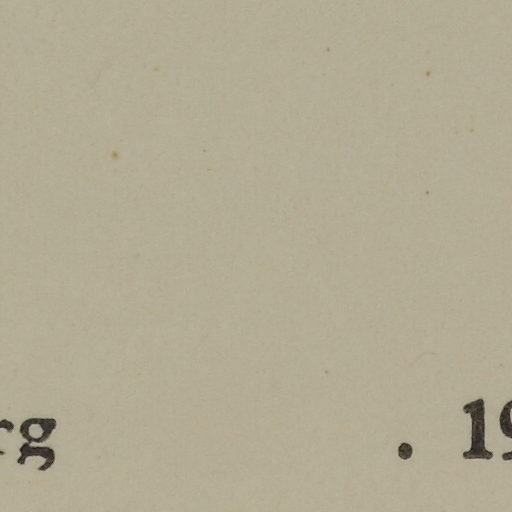 rg . 19